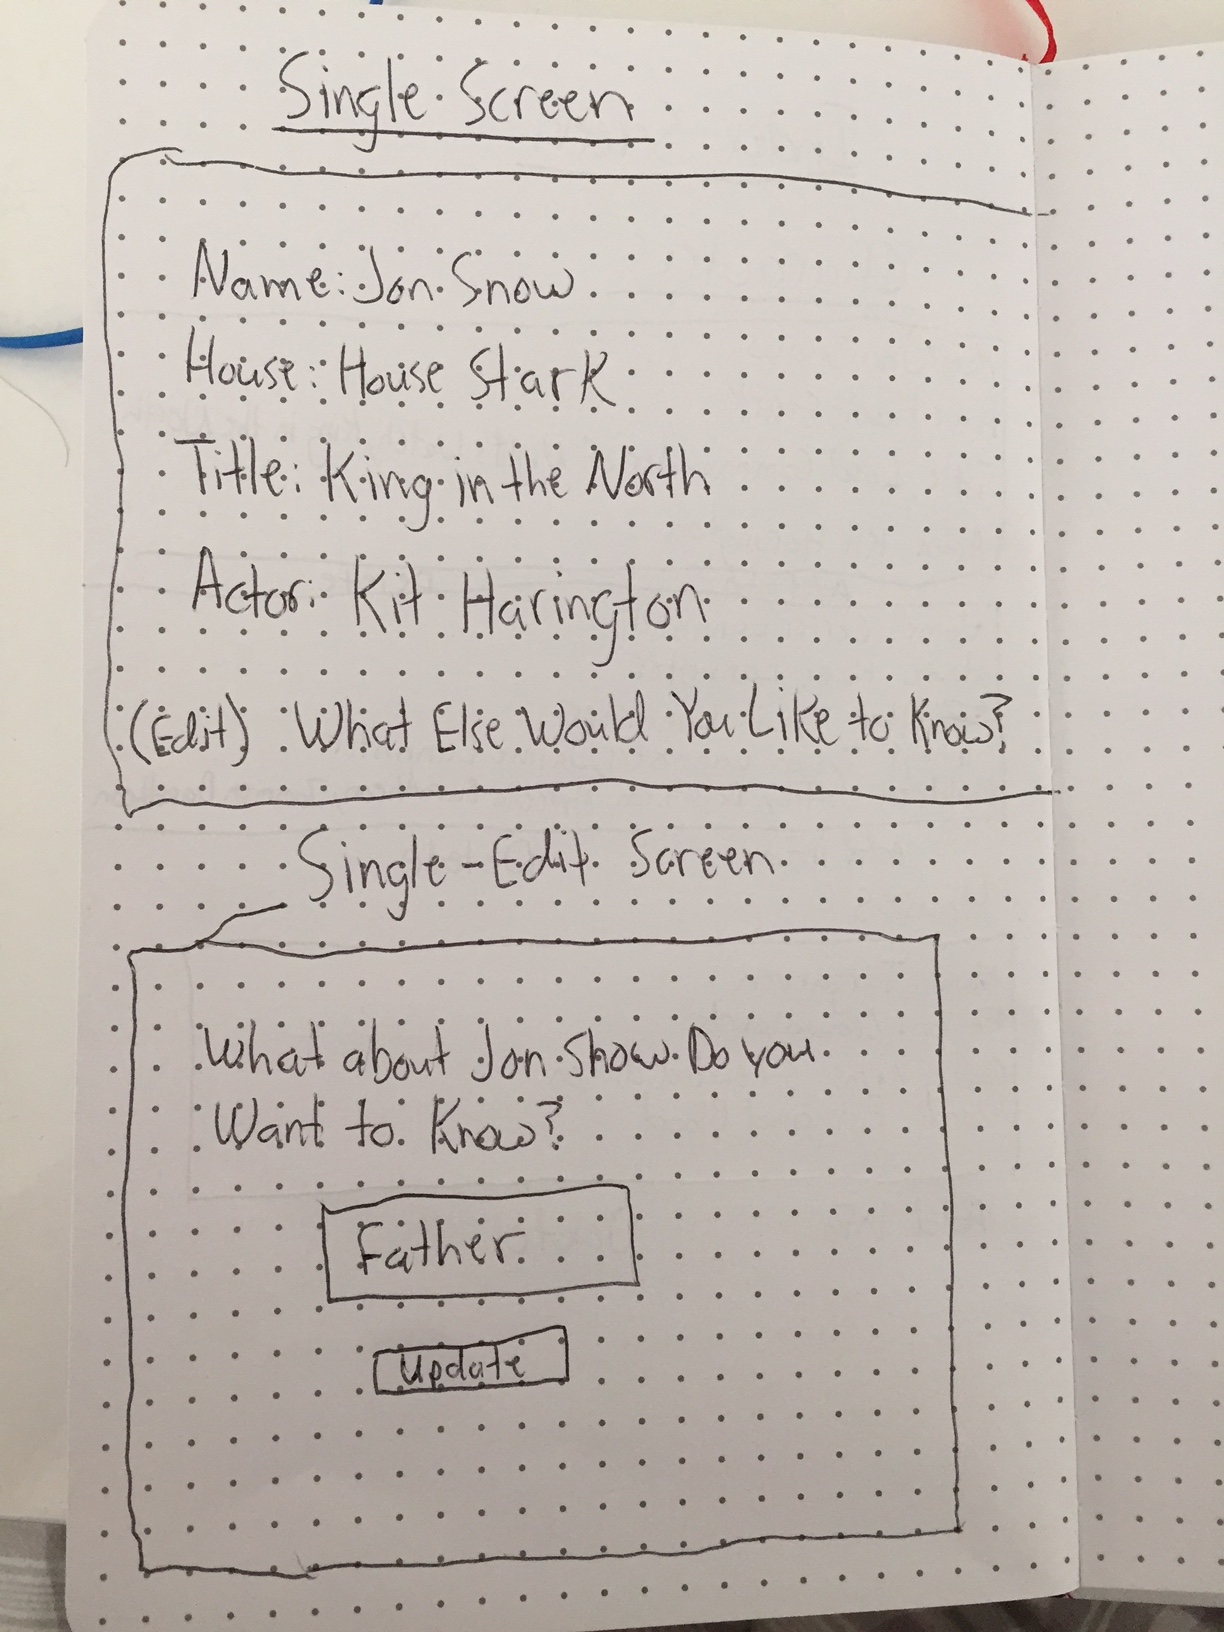 Single Screen
Name: Jon Snow
House: House Stark
Title: King in the North
Actor: Kit Harington
(Edit) What Else Would You Like to Know?
Single-Edit Screen
What about Jon Snow Do you
Want to Know?
Father
Update